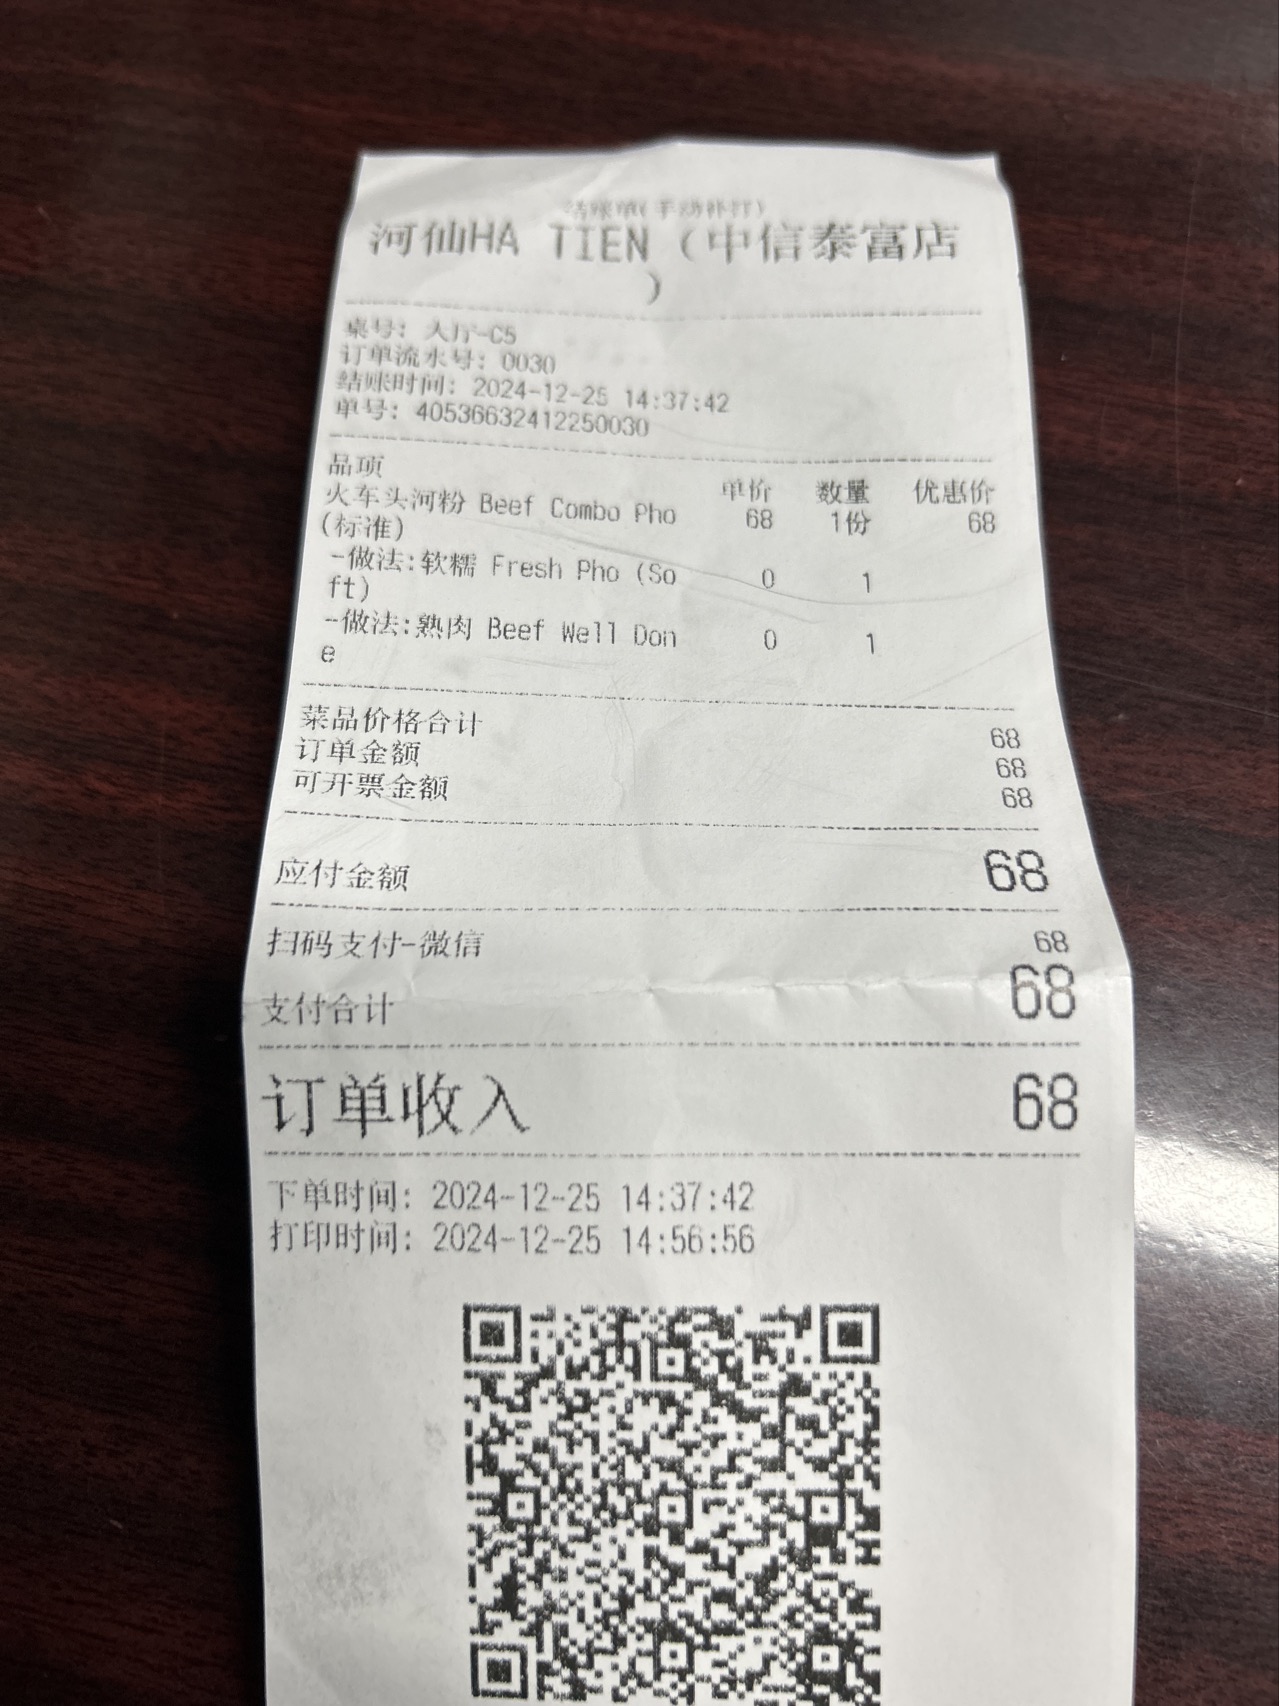 结账单(手动补打)
河仙HA TIEN (中信泰富店
)
桌号: 大厅-C5
订单流水号: 0030
结账时间: 2024-12-25 14:37:42
单号: 40536632412250030
品项 单价 数量 优惠价
火车头河粉 Beef Combo Pho 68 1份 68
(标准)
-做法:软糯 Fresh Pho (So 0 1
ft)
-做法:熟肉 Beef Well Don 0 1
e
菜品价格合计 68
订单金额 68
可开票金额 68
应付金额 68
扫码支付-微信 68
支付合计 68
订单收入 68
下单时间: 2024-12-25 14:37:42
打印时间: 2024-12-25 14:56:56